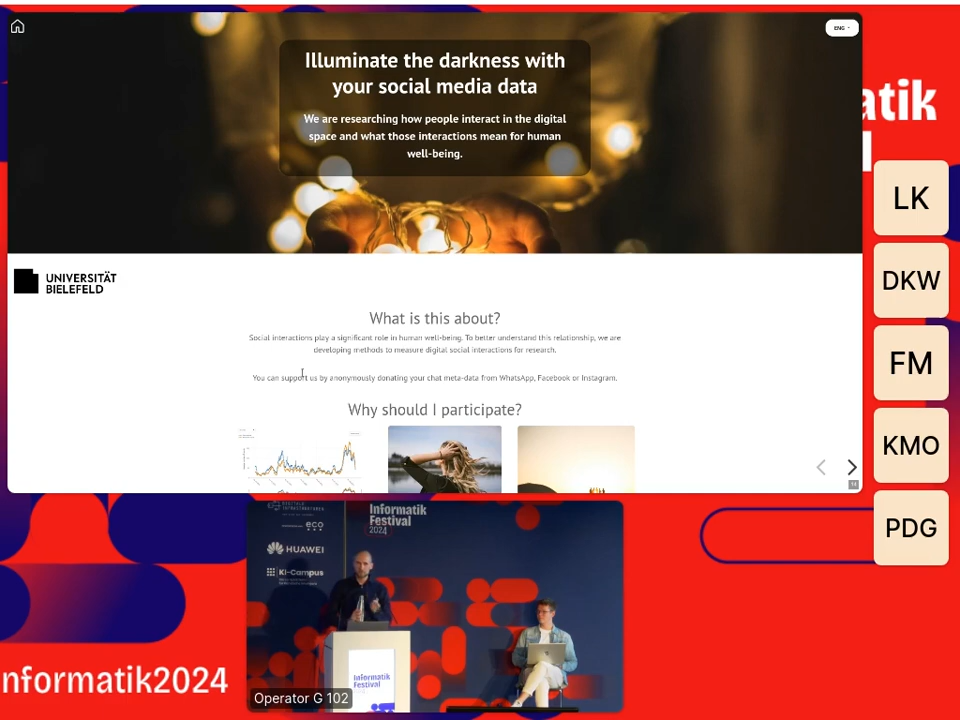 ENG
Illuminate the darkness with
your social media data
We are researching how people interact in the digital
space and what those interactions mean for human
well-being.
atik
LK
DKW
FM
KMO
PDG
UNIVERSITÄT
BIELEFELD
What is this about?
Social interactions play a significant role in human well-being. To better understand this relationship, we are
developing methods to measure digital social interactions for research.
You can support us by anonymously donating your chat meta-data from WhatsApp, Facebook or Instagram.
Why should I participate?
eco
HUAWEI
KI-Campus
Informatik
Festival
2024
Informatik
Festival
Operator G 102
nformatik2024